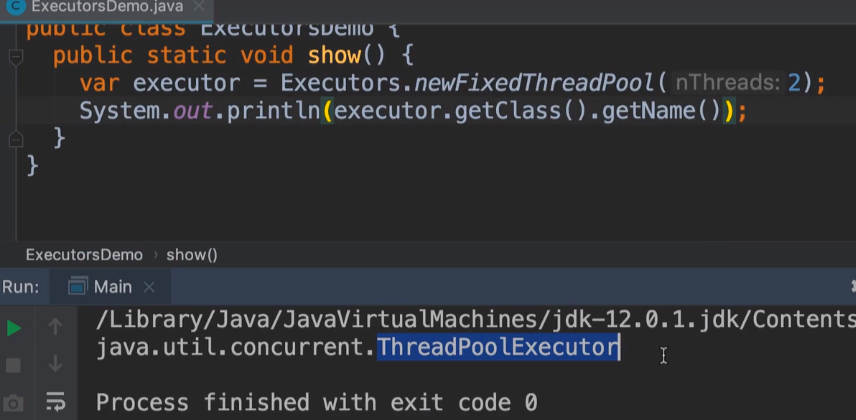 ExecutorsDemo.java
public class ExecutorsDemo {
public static void show() {
var executor = Executors.newFixedThreadPool( nThreads: 2);
System.out.println(executor.getClass().getName());
}
}
ExecutorsDemo › show()
Run: Main
/Library/Java/JavaVirtualMachines/jdk-12.0.1.jdk/Contents
java.util.concurrent.ThreadPoolExecutor
Process finished with exit code 0